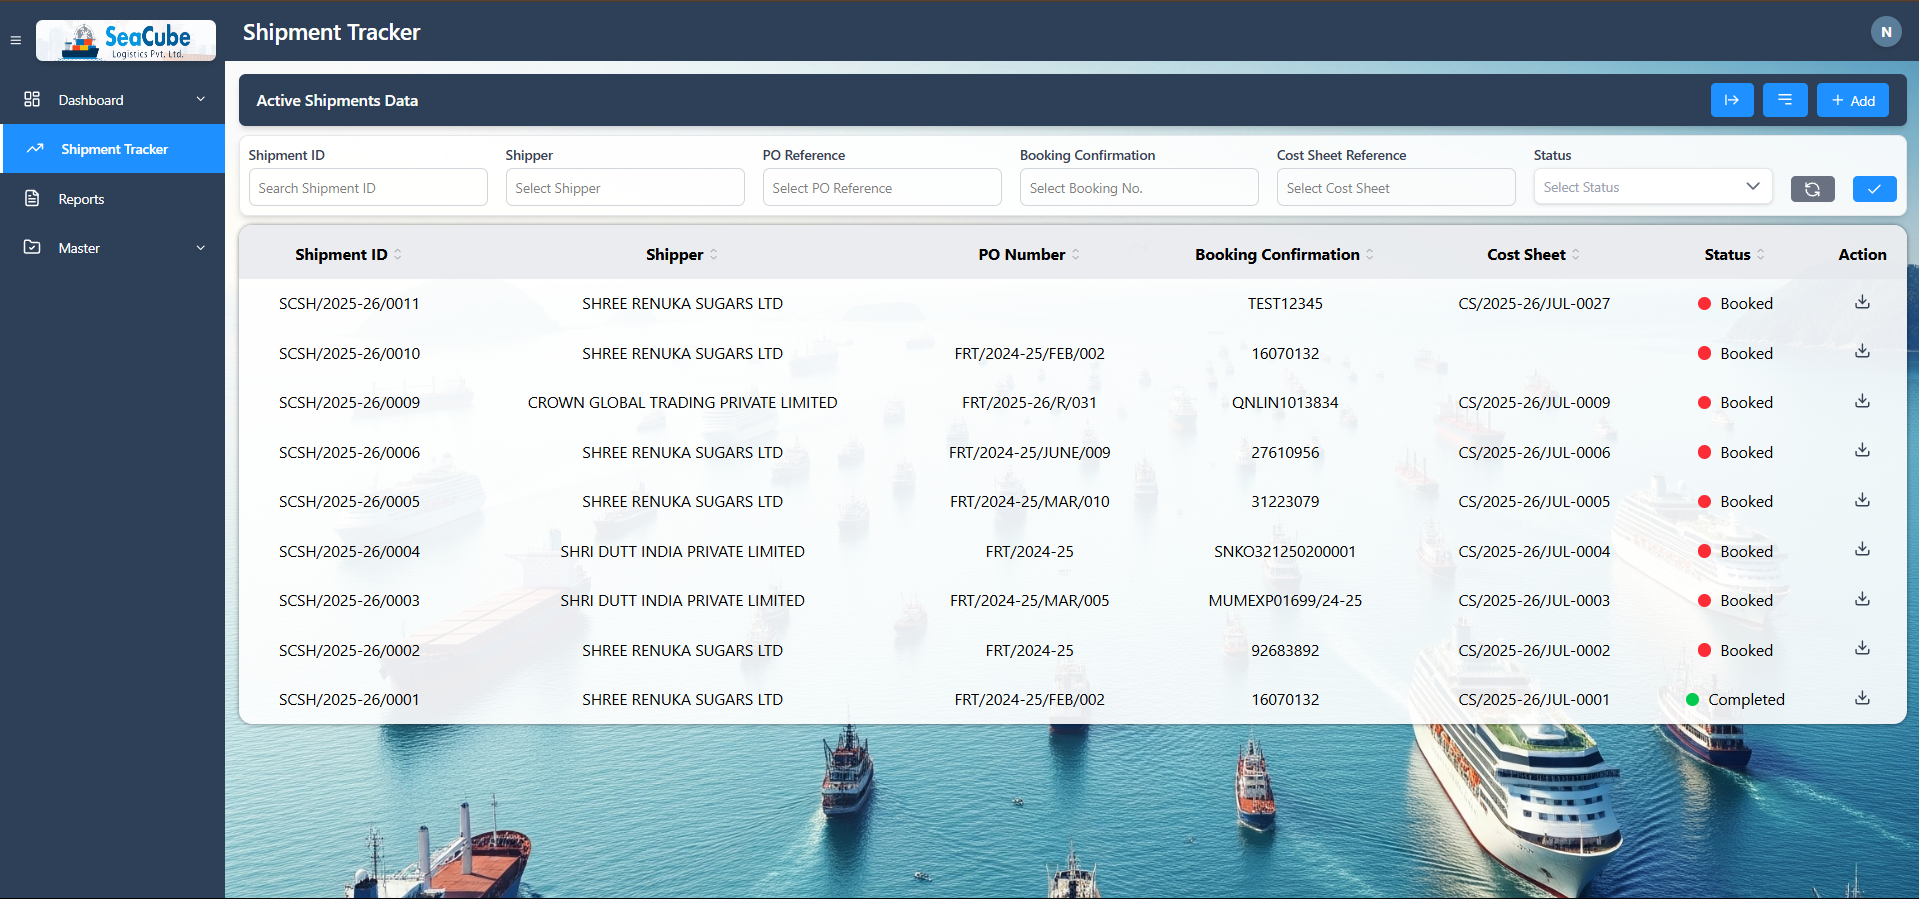 SeaCube
Logistics Pvt. Ltd.
Shipment Tracker
N
Dashboard
Shipment Tracker
Reports
Master
Active Shipments Data
Add
Shipment ID Shipper PO Reference Booking Confirmation Cost Sheet Reference Status
Search Shipment ID Select Shipper Select PO Reference Select Booking No. Select Cost Sheet Select Status
Shipment ID Shipper PO Number Booking Confirmation Cost Sheet Status Action
SCSH/2025-26/0011 SHREE RENUKA SUGARS LTD TEST12345 CS/2025-26/JUL-0027 Booked
SCSH/2025-26/0010 SHREE RENUKA SUGARS LTD FRT/2024-25/FEB/002 16070132 Booked
SCSH/2025-26/0009 CROWN GLOBAL TRADING PRIVATE LIMITED FRT/2025-26/R/031 QNLIN1013834 CS/2025-26/JUL-0009 Booked
SCSH/2025-26/0006 SHREE RENUKA SUGARS LTD FRT/2024-25/JUNE/009 27610956 CS/2025-26/JUL-0006 Booked
SCSH/2025-26/0005 SHREE RENUKA SUGARS LTD FRT/2024-25/MAR/010 31223079 CS/2025-26/JUL-0005 Booked
SCSH/2025-26/0004 SHRI DUTT INDIA PRIVATE LIMITED FRT/2024-25 SNKO321250200001 CS/2025-26/JUL-0004 Booked
SCSH/2025-26/0003 SHRI DUTT INDIA PRIVATE LIMITED FRT/2024-25/MAR/005 MUMEXP01699/24-25 CS/2025-26/JUL-0003 Booked
SCSH/2025-26/0002 SHREE RENUKA SUGARS LTD FRT/2024-25 92683892 CS/2025-26/JUL-0002 Booked
SCSH/2025-26/0001 SHREE RENUKA SUGARS LTD FRT/2024-25/FEB/002 16070132 CS/2025-26/JUL-0001 Completed